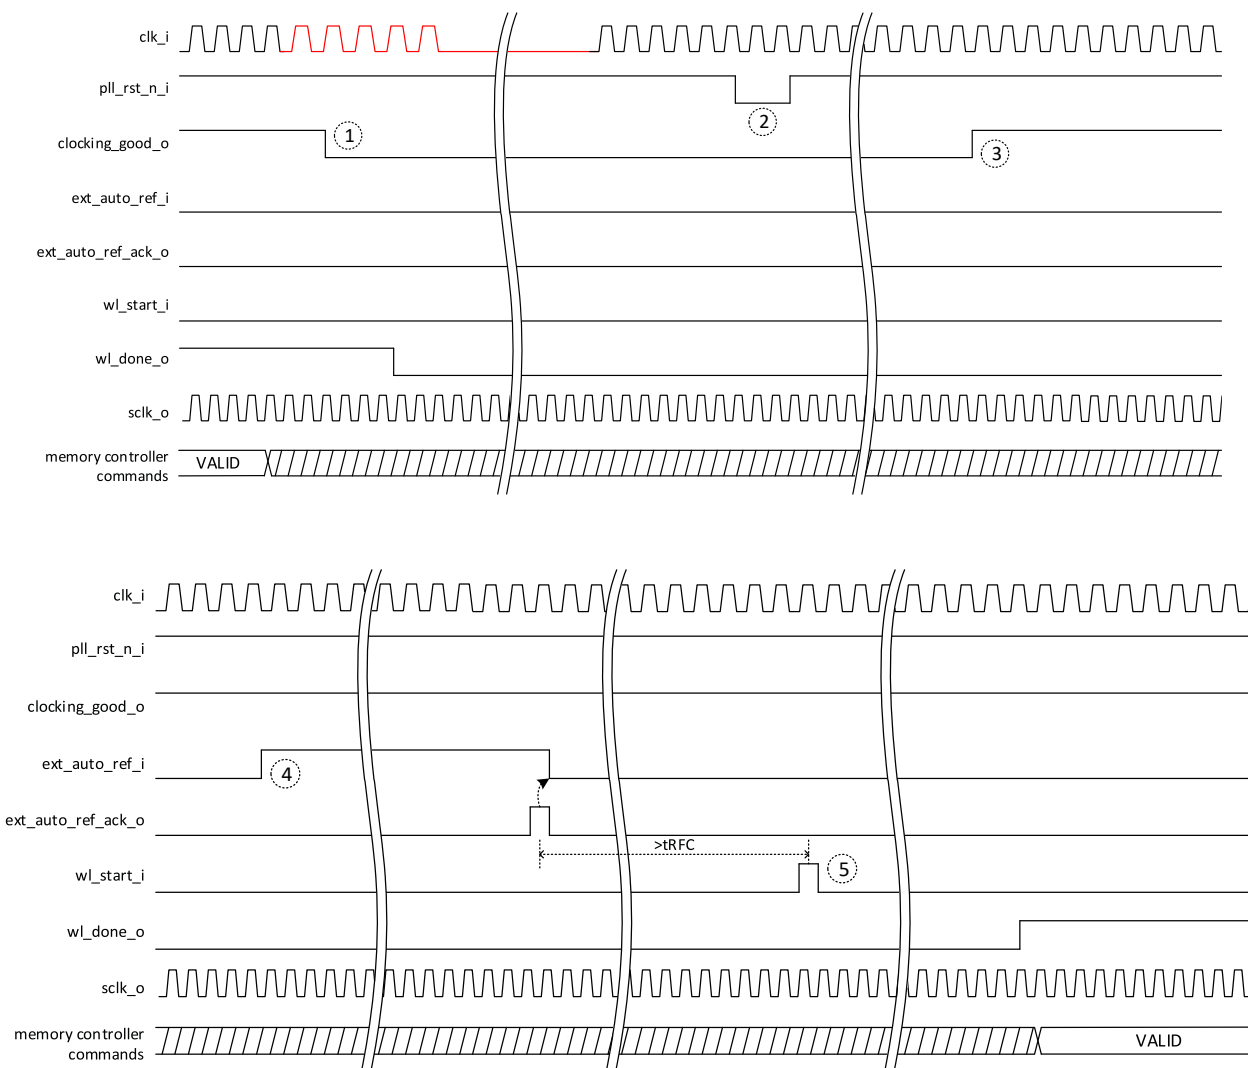 clk_i
pll_rst_n_i
2
1
clocking_good_o
3
ext_auto_ref_i
ext_auto_ref_ack_o
wl_start_i
wl_done_o
sclk_o
memory controller
commands
VALID
clk_i
pll_rst_n_i
clocking_good_o
ext_auto_ref_i
4
ext_auto_ref_ack_o
>tRFC
wl_start_i
5
wl_done_o
sclk_o
memory controller
commands
VALID